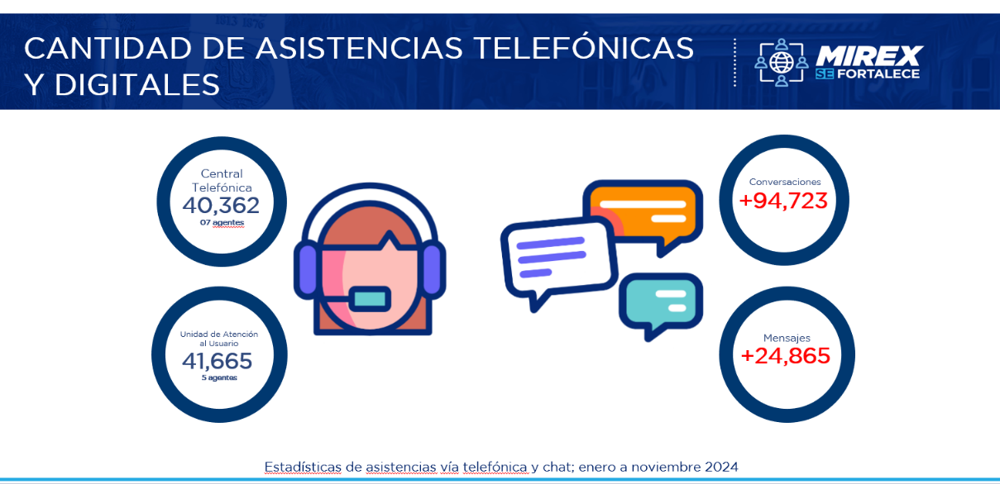 CANTIDAD DE ASISTENCIAS TELEFÓNICAS
Y DIGITALES
MIREX
SE FORTALECE
Central
Telefónica
40,362
07 agentes
Unidad de Atención
al Usuario
41,665
5 agentes
Conversaciones
+94,723
Mensajes
+24,865
Estadísticas de asistencias vía telefónica y chat; enero a noviembre 2024